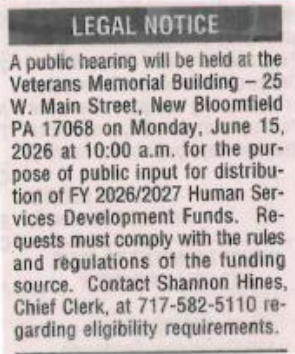 LEGAL NOTICE
A public hearing will be held at the
Veterans Memorial Building – 25
W. Main Street, New Bloomfield
PA 17068 on Monday, June 15,
2026 at 10:00 a.m. for the pur-
pose of public input for distribu-
tion of FY 2026/2027 Human Ser-
vices Development Funds. Re-
quests must comply with the rules
and regulations of the funding
source. Contact Shannon Hines,
Chief Clerk, at 717-582-5110 re-
garding eligibility requirements.